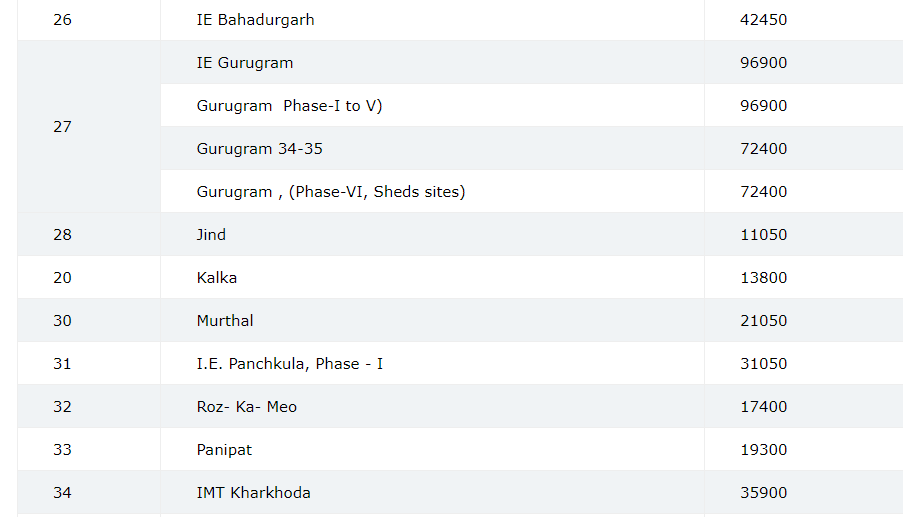 26 IE Bahadurgarh 42450
IE Gurugram 96900
Gurugram Phase-I to V) 96900
27
Gurugram 34-35 72400
Gurugram , (Phase-VI, Sheds sites) 72400
28 Jind 11050
20 Kalka 13800
30 Murthal 21050
31 I.E. Panchkula, Phase - I 31050
32 Roz- Ka- Meo 17400
33 Panipat 19300
34 IMT Kharkhoda 35900